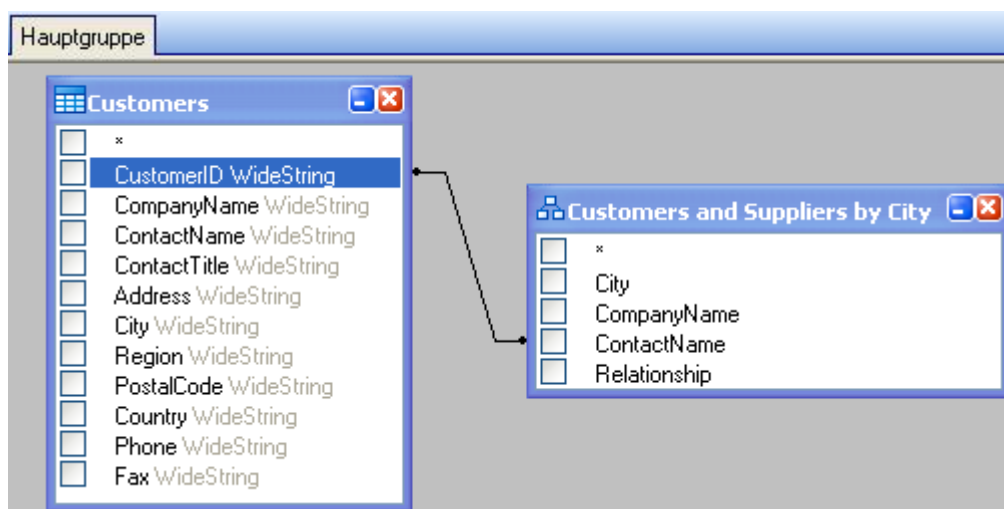 Hauptgruppe
Customers
*
CustomerID WideString
CompanyName WideString
ContactName WideString
ContactTitle WideString
Address WideString
City WideString
Region WideString
PostalCode WideString
Country WideString
Phone WideString
Fax WideString
Customers and Suppliers by City
*
City
CompanyName
ContactName
Relationship